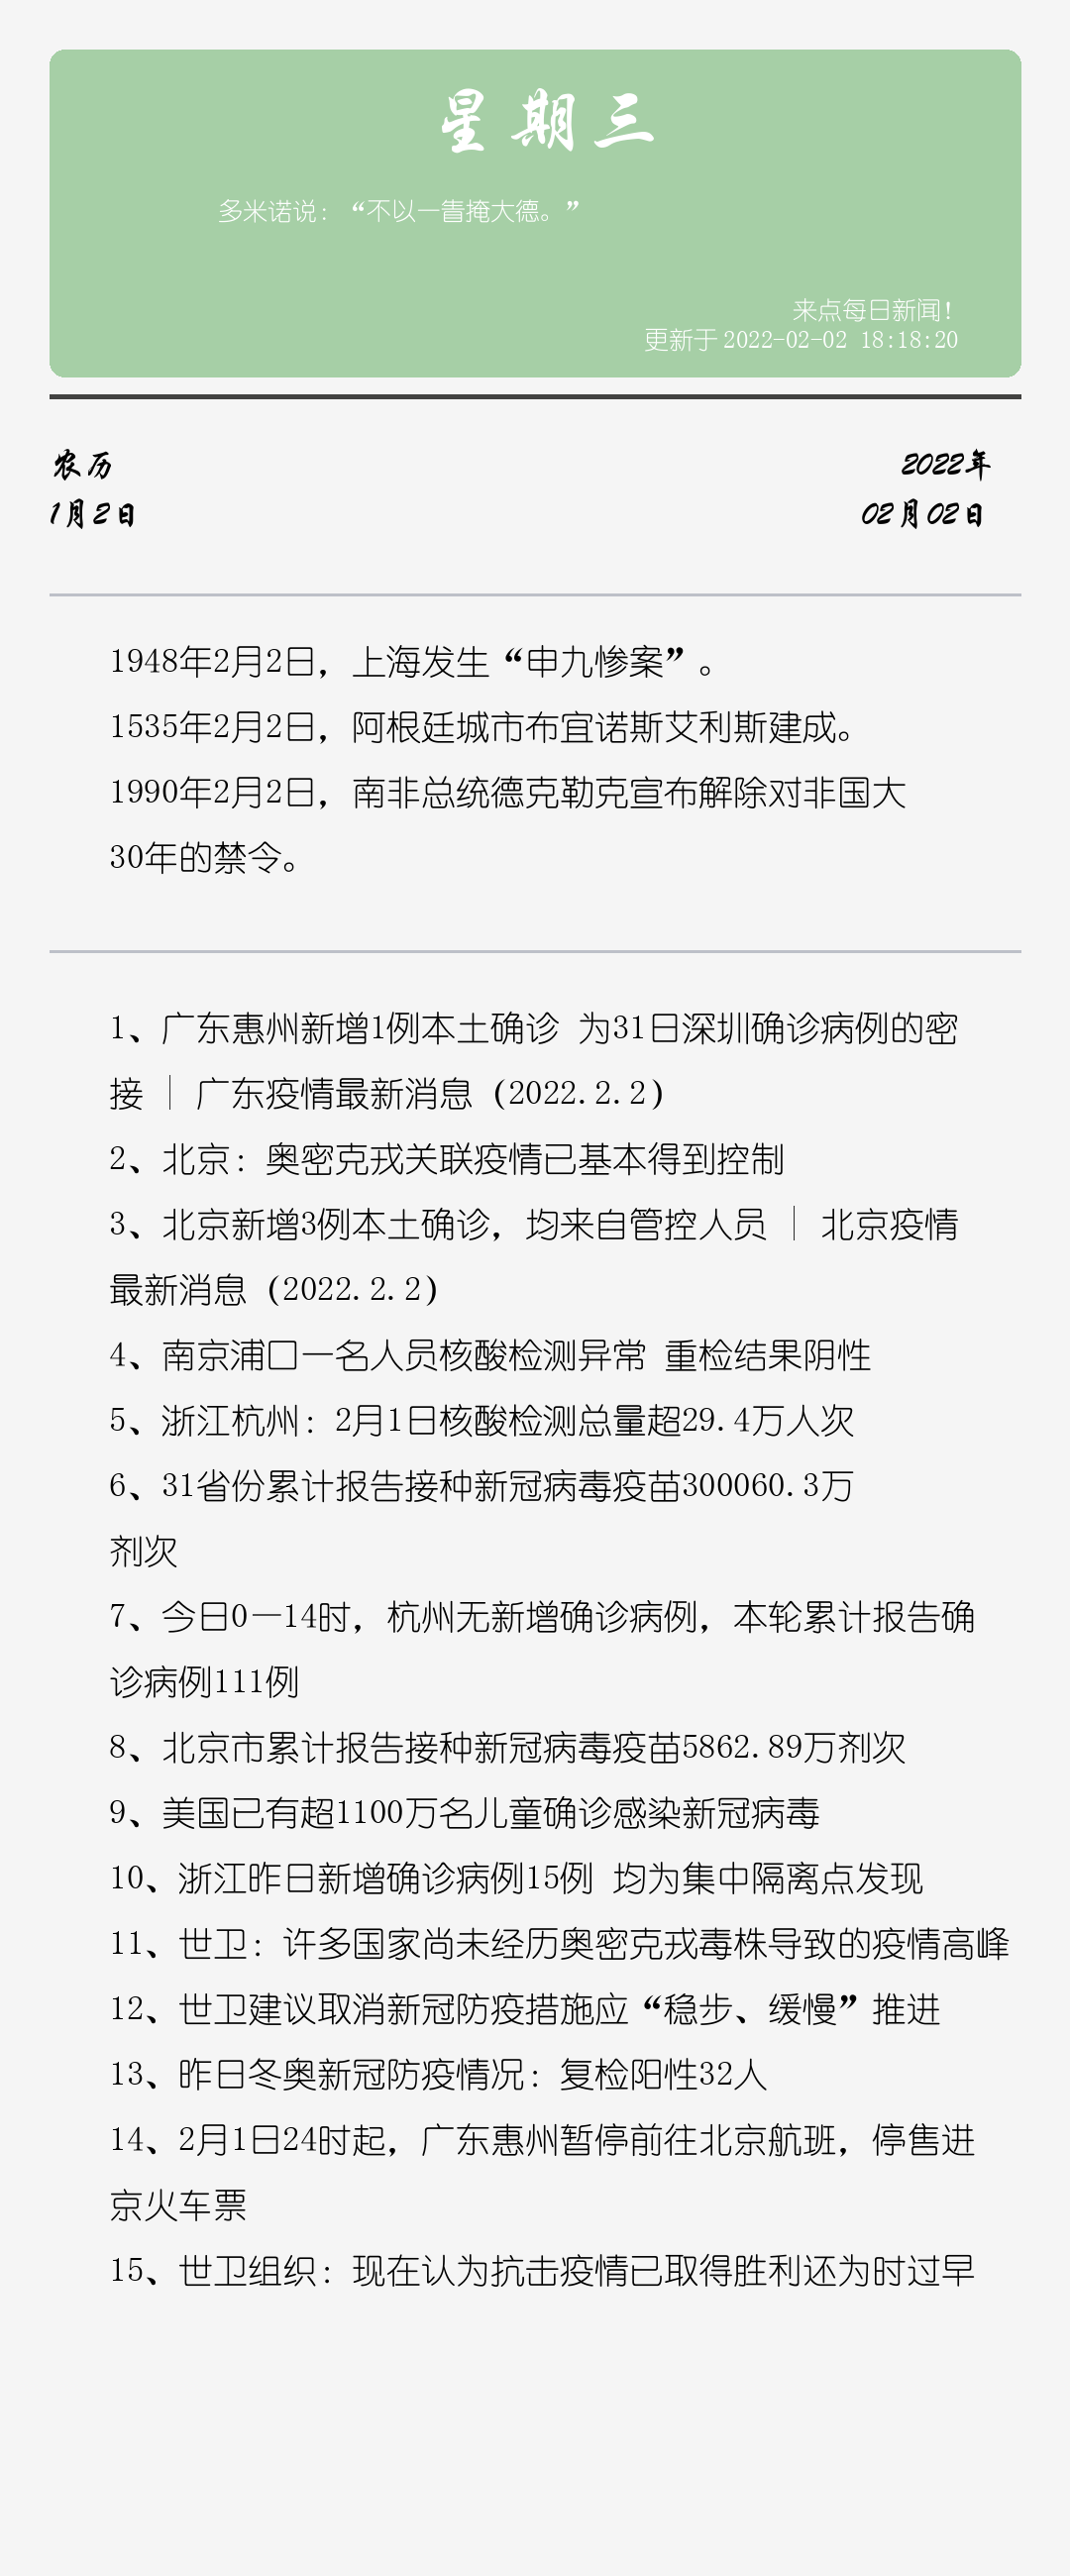 星期三
多米诺说：“不以一眚掩大德。”
来点每日新闻！
更新于 2022-02-02 18:18:20
农历
2022年
1月2日
02月02日
1948年2月2日，上海发生“申九惨案”。
1535年2月2日，阿根廷城市布宜诺斯艾利斯建成。
1990年2月2日，南非总统德克勒克宣布解除对非国大
30年的禁令。
1、广东惠州新增1例本土确诊 为31日深圳确诊病例的密
接 | 广东疫情最新消息（2022.2.2）
2、北京：奥密克戎关联疫情已基本得到控制
3、北京新增3例本土确诊，均来自管控人员 | 北京疫情
最新消息（2022.2.2）
4、南京浦口一名人员核酸检测异常 重检结果阴性
5、浙江杭州：2月1日核酸检测总量超29.4万人次
6、31省份累计报告接种新冠病毒疫苗300060.3万
剂次
7、今日0—14时，杭州无新增确诊病例，本轮累计报告确
诊病例111例
8、北京市累计报告接种新冠病毒疫苗5862.89万剂次
9、美国已有超1100万名儿童确诊感染新冠病毒
10、浙江昨日新增确诊病例15例 均为集中隔离点发现
11、世卫：许多国家尚未经历奥密克戎毒株导致的疫情高峰
12、世卫建议取消新冠防疫措施应“稳步、缓慢”推进
13、昨日冬奥新冠防疫情况：复检阳性32人
14、2月1日24时起，广东惠州暂停前往北京航班，停售进
京火车票
15、世卫组织：现在认为抗击疫情已取得胜利还为时过早